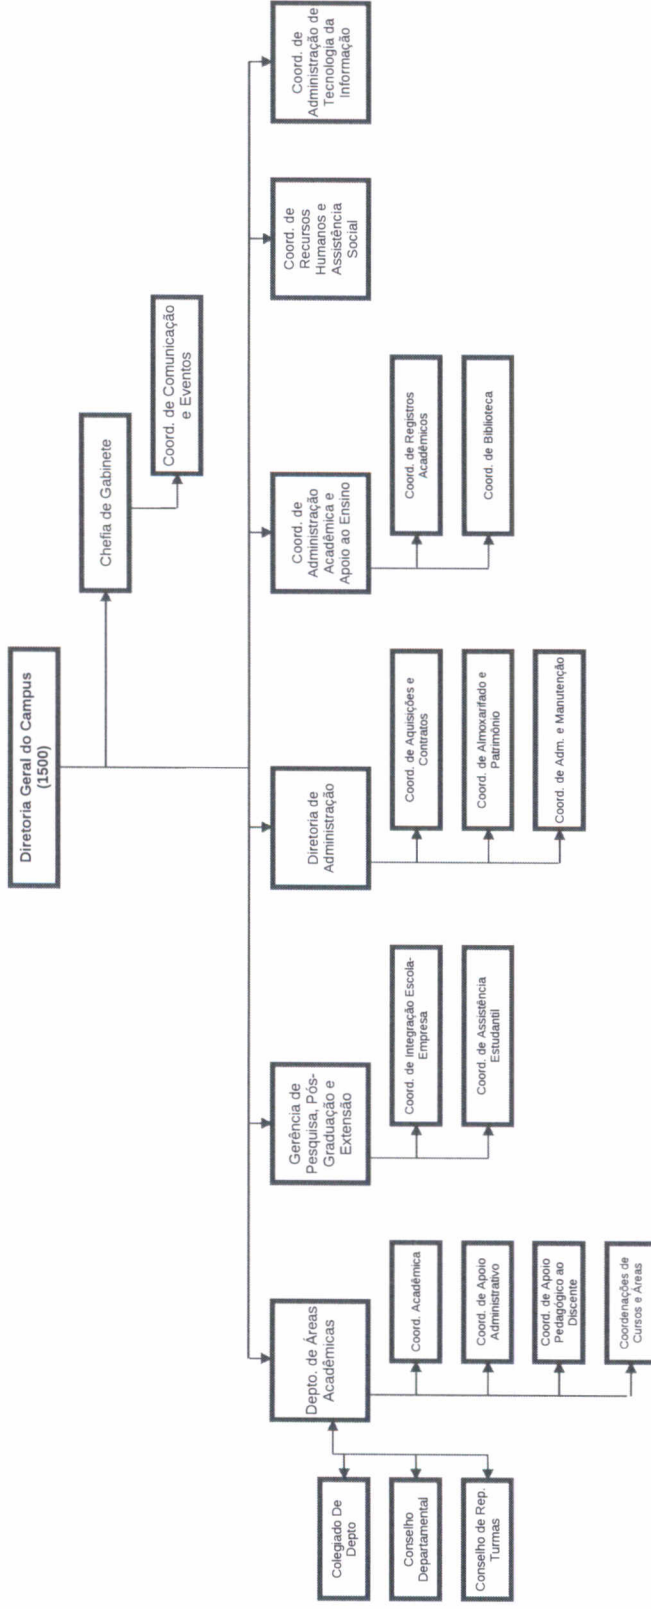 Diretoria Geral do Campus
(1500)
Chefia de Gabinete
Coord. de Comunicação
e Eventos
Depto. de Áreas
Acadêmicas
Gerência de
Pesquisa, Pós-
Graduação e
Extensão
Diretoria de
Administração
Coord. de
Administração
Acadêmica e
Apoio ao Ensino
Coord. de
Recursos
Humanos e
Assistência
Social
Coord. de
Administração de
Tecnologia da
Informação
Colegiado De
Depto
Conselho
Departamental
Conselho de Rep.
Turmas
Coord. Acadêmica
Coord. de Apoio
Administrativo
Coord. de Apoio
Pedagógico ao
Discente
Coordenações de
Cursos e Áreas
Coord. de Integração Escola-
Empresa
Coord. de Assistência
Estudantil
Coord. de Aquisições e
Contratos
Coord. de Almoxarifado e
Patrimônio
Coord. de Adm. e Manutenção
Coord. de Registros
Acadêmicos
Coord. de Biblioteca